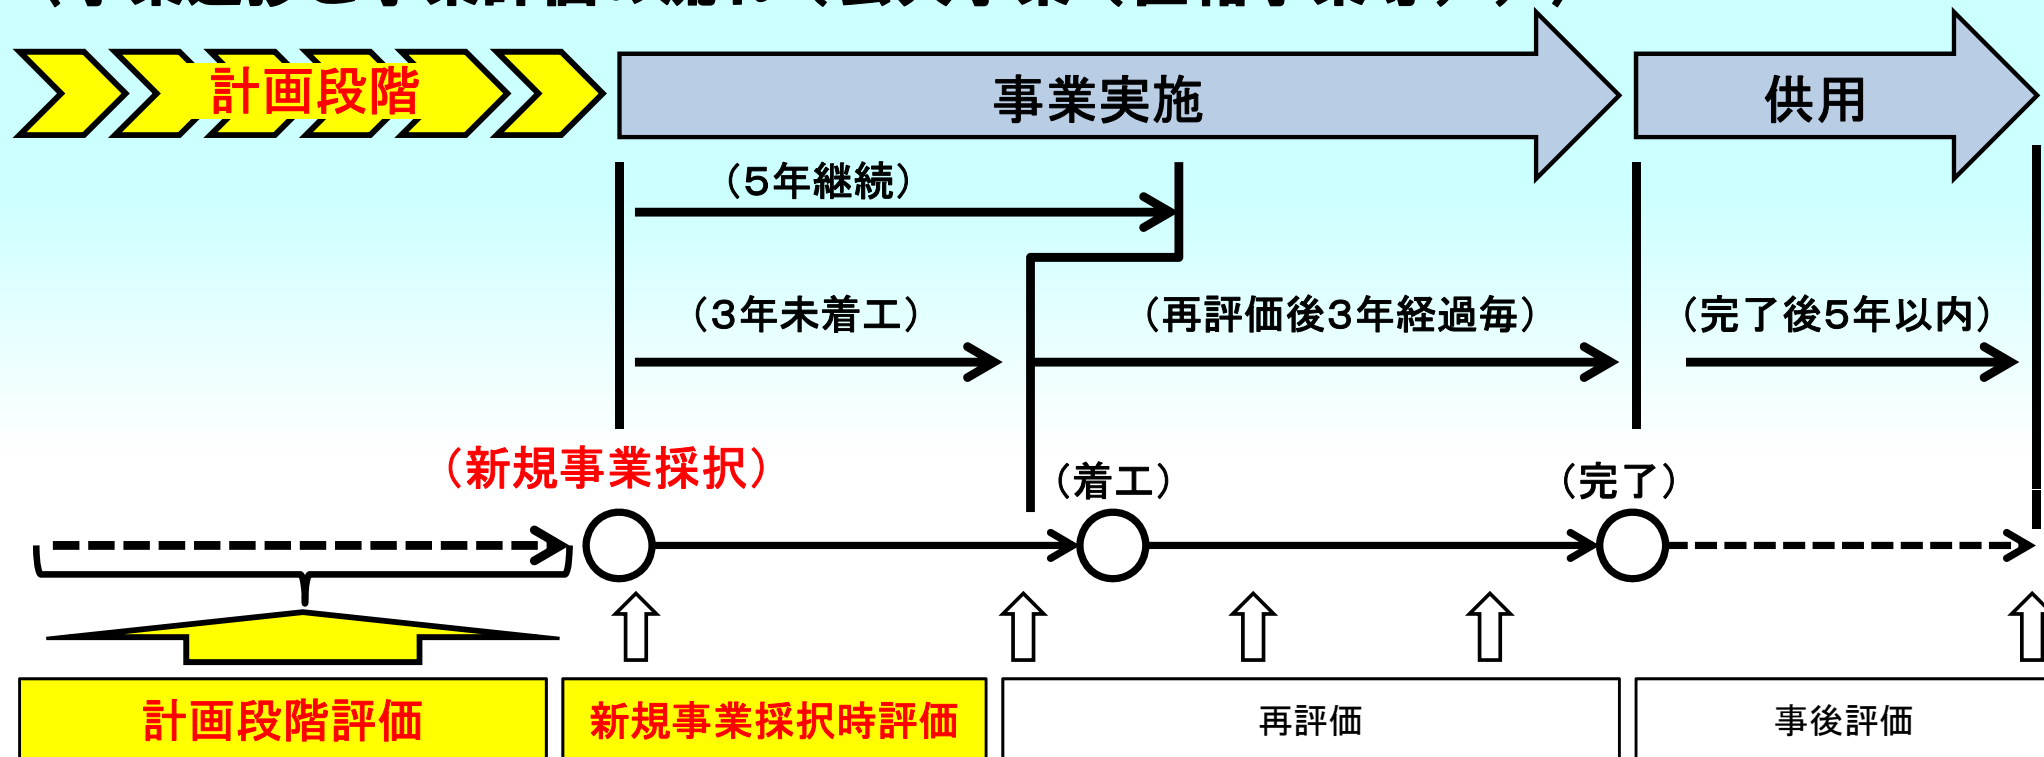 計画段階
事業実施
供用
（５年継続）
（３年未着工）
（再評価後３年経過毎）
（完了後５年以内）
（新規事業採択）
（着工）
（完了）
計画段階評価
新規事業採択時評価
再評価
事後評価